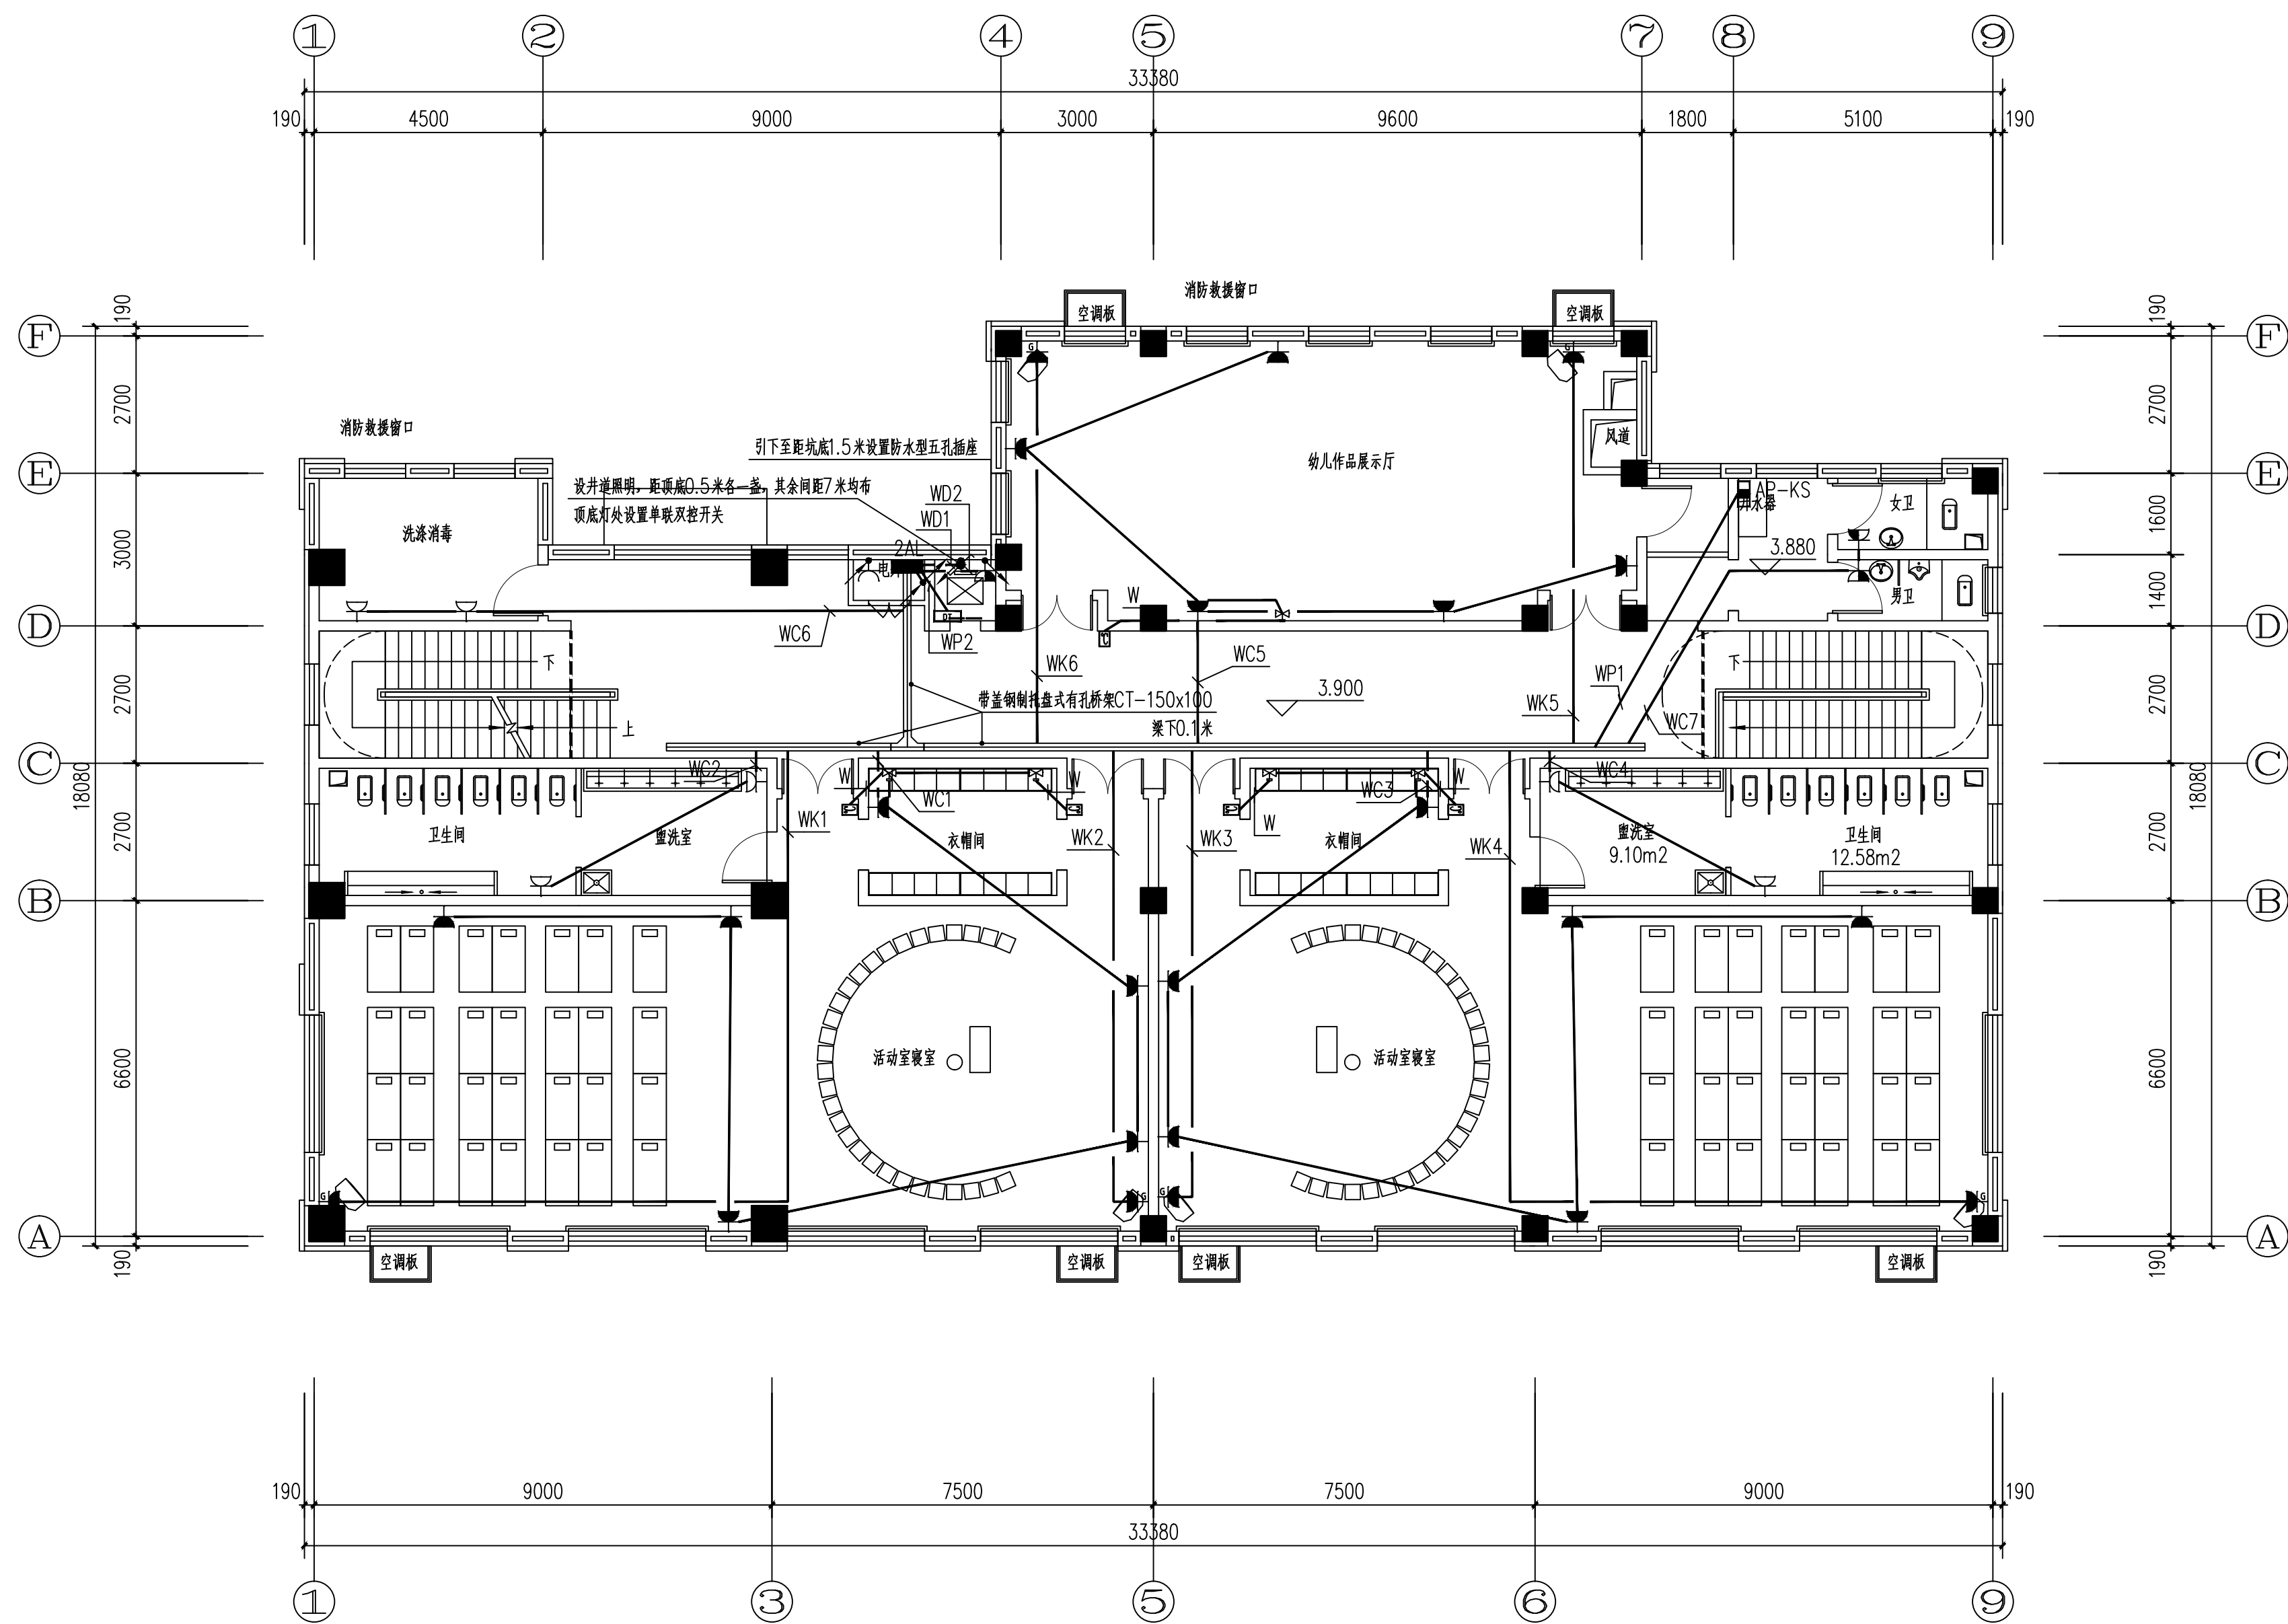 1 2 4 5 7 8 9
33380
190 4500 9000 3000 9600 1800 5100 190
消防救援窗口
空调板 空调板
F 190 190 F
2700 2700
消防救援窗口
引下至距坑底1.5米设置防水型五孔插座
幼儿作品展示厅
风道
E E
设井道照明，距顶底0.5米各一盏，其余间距7米均布
WD2
AP-KS
女卫
顶底灯处设置单联双控开关
WD1
洗涤消毒
3000 1600
2AL
3.880
1400
男卫
W
DT
D D
WC6 WP2
WC5
下 WK6 下
WP1
3.900
带盖钢制托盘式有孔桥架CT-150x100
2700 2700
WK5
WC7
上 梁下0.1米
C C
18080 18080
WC2 W W W WC4
WC1 WC3
WK1 WK2 W WK3 WK4
2700 2700
卫生间 盥洗室 衣帽间 衣帽间 盥洗室 卫生间
9.10m2 12.58m2
B B
6600 6600
活动室寝室 活动室寝室
G G G G
A A
190 190
空调板 空调板 空调板 空调板
190 9000 7500 7500 9000 190
33380
1 3 5 6 9